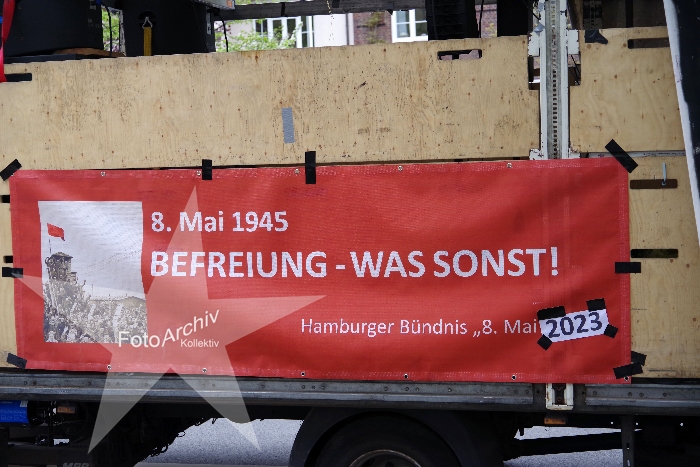 8. Mai 1945
BEFREIUNG - WAS SONST!
Hamburger Bündnis „8. Mai 2023
FotoArchiv
Kollektiv